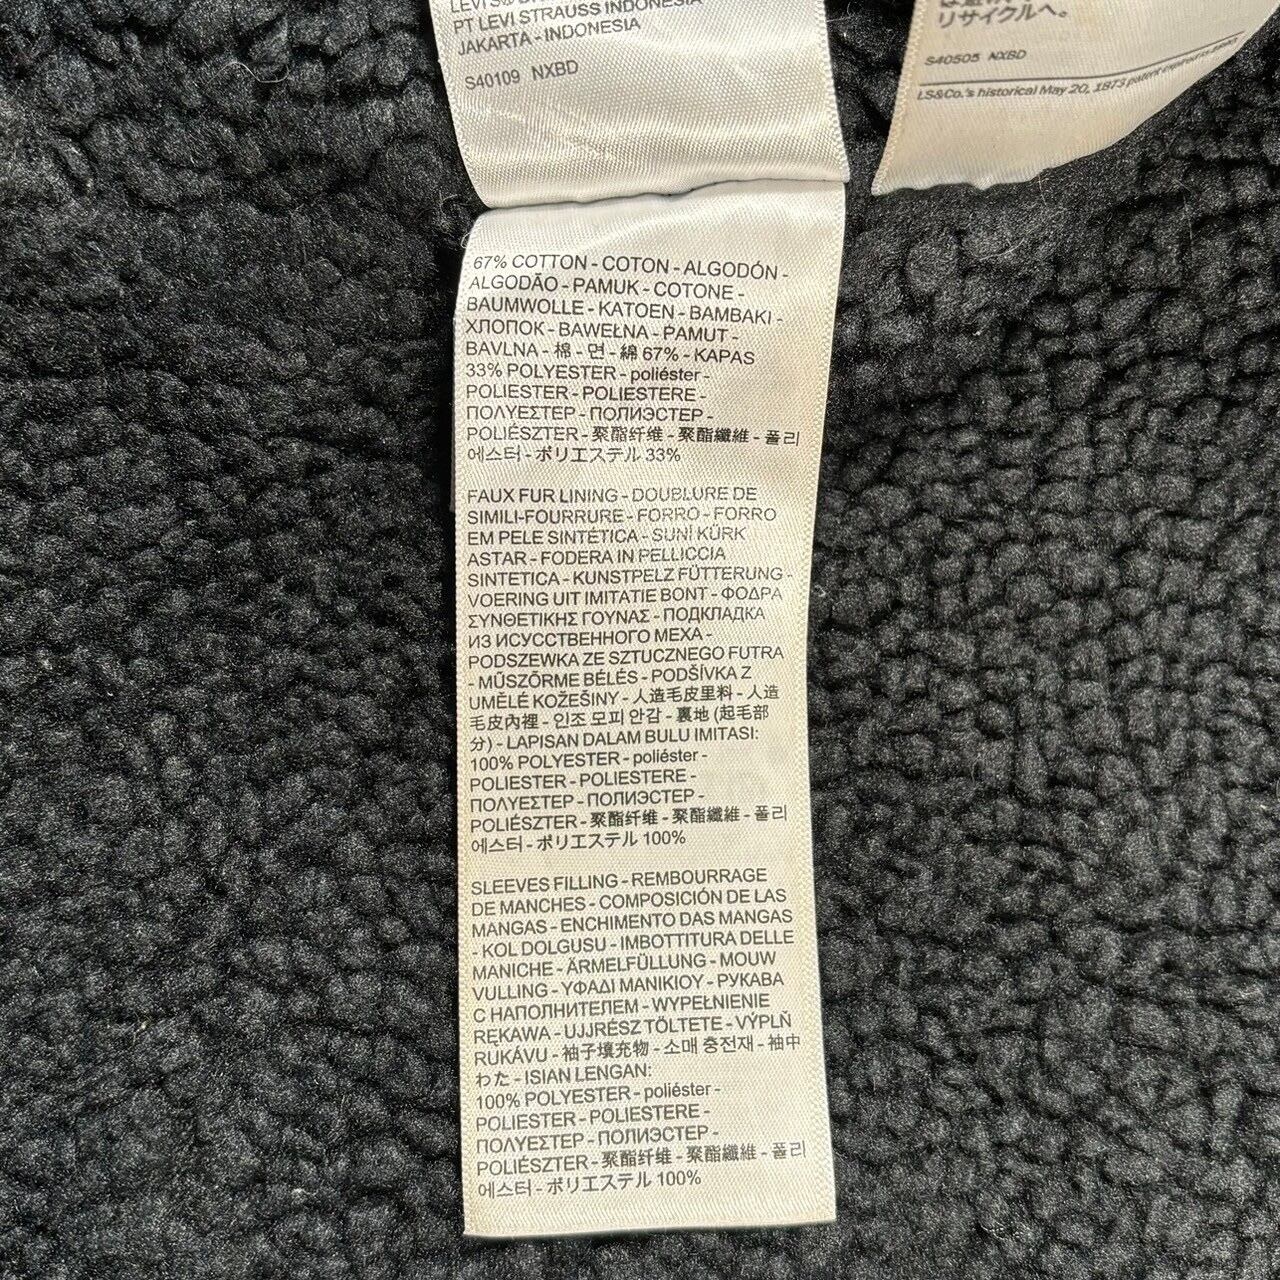 PT LEVI STRAUSS INDONESIA
JAKARTA - INDONESIA
S40109 NXBD
リサイクルへ。
S40505 NXBD
LS&Co.'s historical May 20, 1873 patent
67% COTTON - COTON - ALGODÓN -
ALGODÃO - PAMUK - COTONE -
BAUMWOLLE - KATOEN - BAMBAKI -
ХЛОПОК - BAWEŁNA - PAMUT -
BAVLNA - 棉 - 면 - 綿 67% - KAPAS
33% POLYESTER - poliéster -
POLIESTER - POLIESTERE -
ΠΟΛΥΕΣΤΕΡ - ПОЛИЭСТЕР -
POLIÉSZTER - 聚酯纤维 - 聚酯纖維 - 폴리
에스터 - ポリエステル 33%
FAUX FUR LINING - DOUBLURE DE
SIMILI-FOURRURE - FORRO - FORRO
EM PELE SINTÉTICA - SUNİ KÜRK
ASTAR - FODERA IN PELLICCIA
SINTETICA - KUNSTPELZ FÜTTERUNG -
VOERING UIT IMITATIE BONT - ΦΟΔΡΑ
ΣΥΝΘΕΤΙΚΗΣ ΓΟΥΝΑΣ - ПОДКЛАДКА
ИЗ ИСУССТВЕННОГО МЕХА -
PODSZEWKA ZE SZTUCZNEGO FUTRA
- MŰSZŐRME BÉLÉS - PODŠÍVKA Z
UMĚLÉ KOŽEŠINY - 人造毛皮里料 - 人造
毛皮內裡 - 인조 모피 안감 - 裏地 (起毛部
分) - LAPISAN DALAM BULU IMITASI:
100% POLYESTER - poliéster -
POLIESTER - POLIESTERE -
ΠΟΛΥΕΣΤΕΡ - ПОЛИЭСТЕР -
POLIÉSZTER - 聚酯纤维 - 聚酯纖維 - 폴리
에스터 - ポリエステル 100%
SLEEVES FILLING - REMBOURRAGE
DE MANCHES - COMPOSICIÓN DE LAS
MANGAS - ENCHIMENTO DAS MANGAS
- KOL DOLGUSU - IMBOTTITURA DELLE
MANICHE - ÄRMELFÜLLUNG - MOUW
VULLING - ΥΦΑΔΙ ΜΑΝΙΚΙΟΥ - РУКАВА
С НАПОЛНИТЕЛЕМ - WYPEŁNIENIE
RĘKAWA - UJJRÉSZ TÖLTETE - VÝPLŇ
RUKÁVU - 袖子填充物 - 소매 충전재 - 袖中
わた - ISIAN LENGAN:
100% POLYESTER - poliéster -
POLIESTER - POLIESTERE -
ΠΟΛΥΕΣΤΕΡ - ПОЛИЭСТЕР -
POLIÉSZTER - 聚酯纤维 - 聚酯纖維 - 폴리
에스터 - ポリエステル 100%